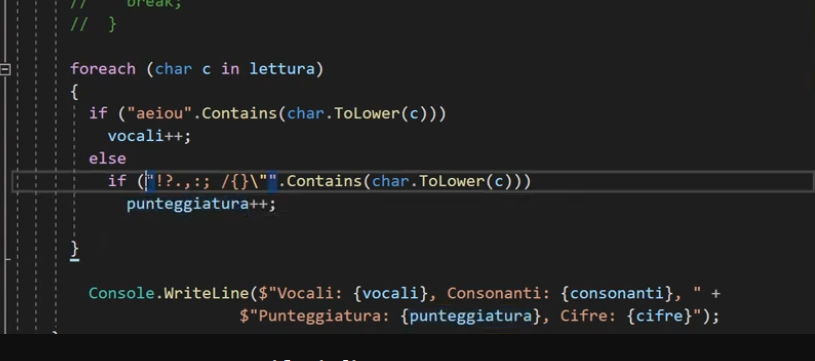 // break;
// }
foreach (char c in lettura)
{
if ("aeiou".Contains(char.ToLower(c)))
vocali++;
else
if ("!?.,:; /{}\"".Contains(char.ToLower(c)))
punteggiatura++;
}
Console.WriteLine($"Vocali: {vocali}, Consonanti: {consonanti}, " +
$"Punteggiatura: {punteggiatura}, Cifre: {cifre}");